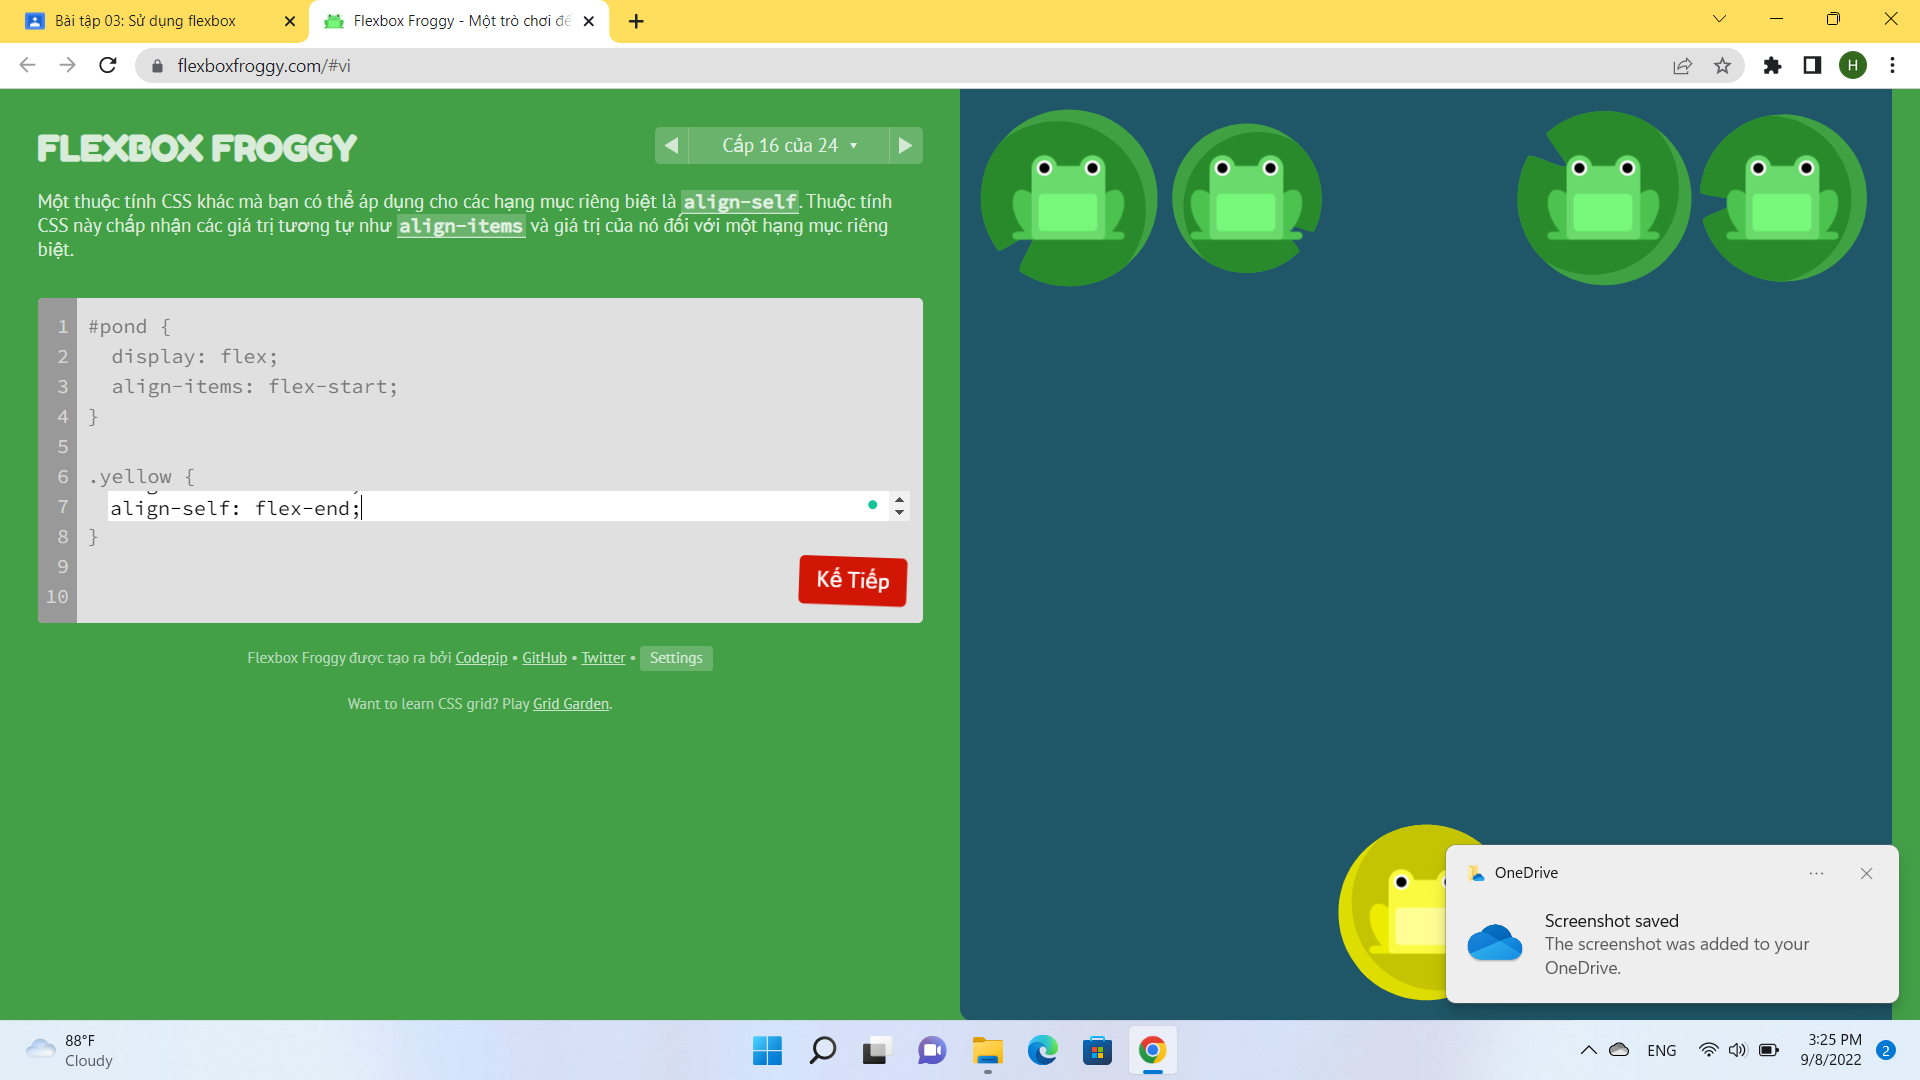 Bài tập 03: Sử dụng flexbox
Flexbox Froggy - Một trò chơi để
flexboxfroggy.com/#vi
H
FLEXBOX FROGGY
Cấp 16 của 24
Một thuộc tính CSS khác mà bạn có thể áp dụng cho các hạng mục riêng biệt là align-self. Thuộc tính
CSS này chấp nhận các giá trị tương tự như align-items và giá trị của nó đối với một hạng mục riêng
biệt.
1 #pond {
2 display: flex;
3 align-items: flex-start;
4 }
5
6 .yellow {
7 align-self: flex-end;
8 }
9
10
Kế Tiếp
Flexbox Froggy được tạo ra bởi Codepip • GitHub • Twitter • Settings
Want to learn CSS grid? Play Grid Garden.
OneDrive
Screenshot saved
The screenshot was added to your
OneDrive.
88°F
Cloudy
ENG
3:25 PM
9/8/2022
2